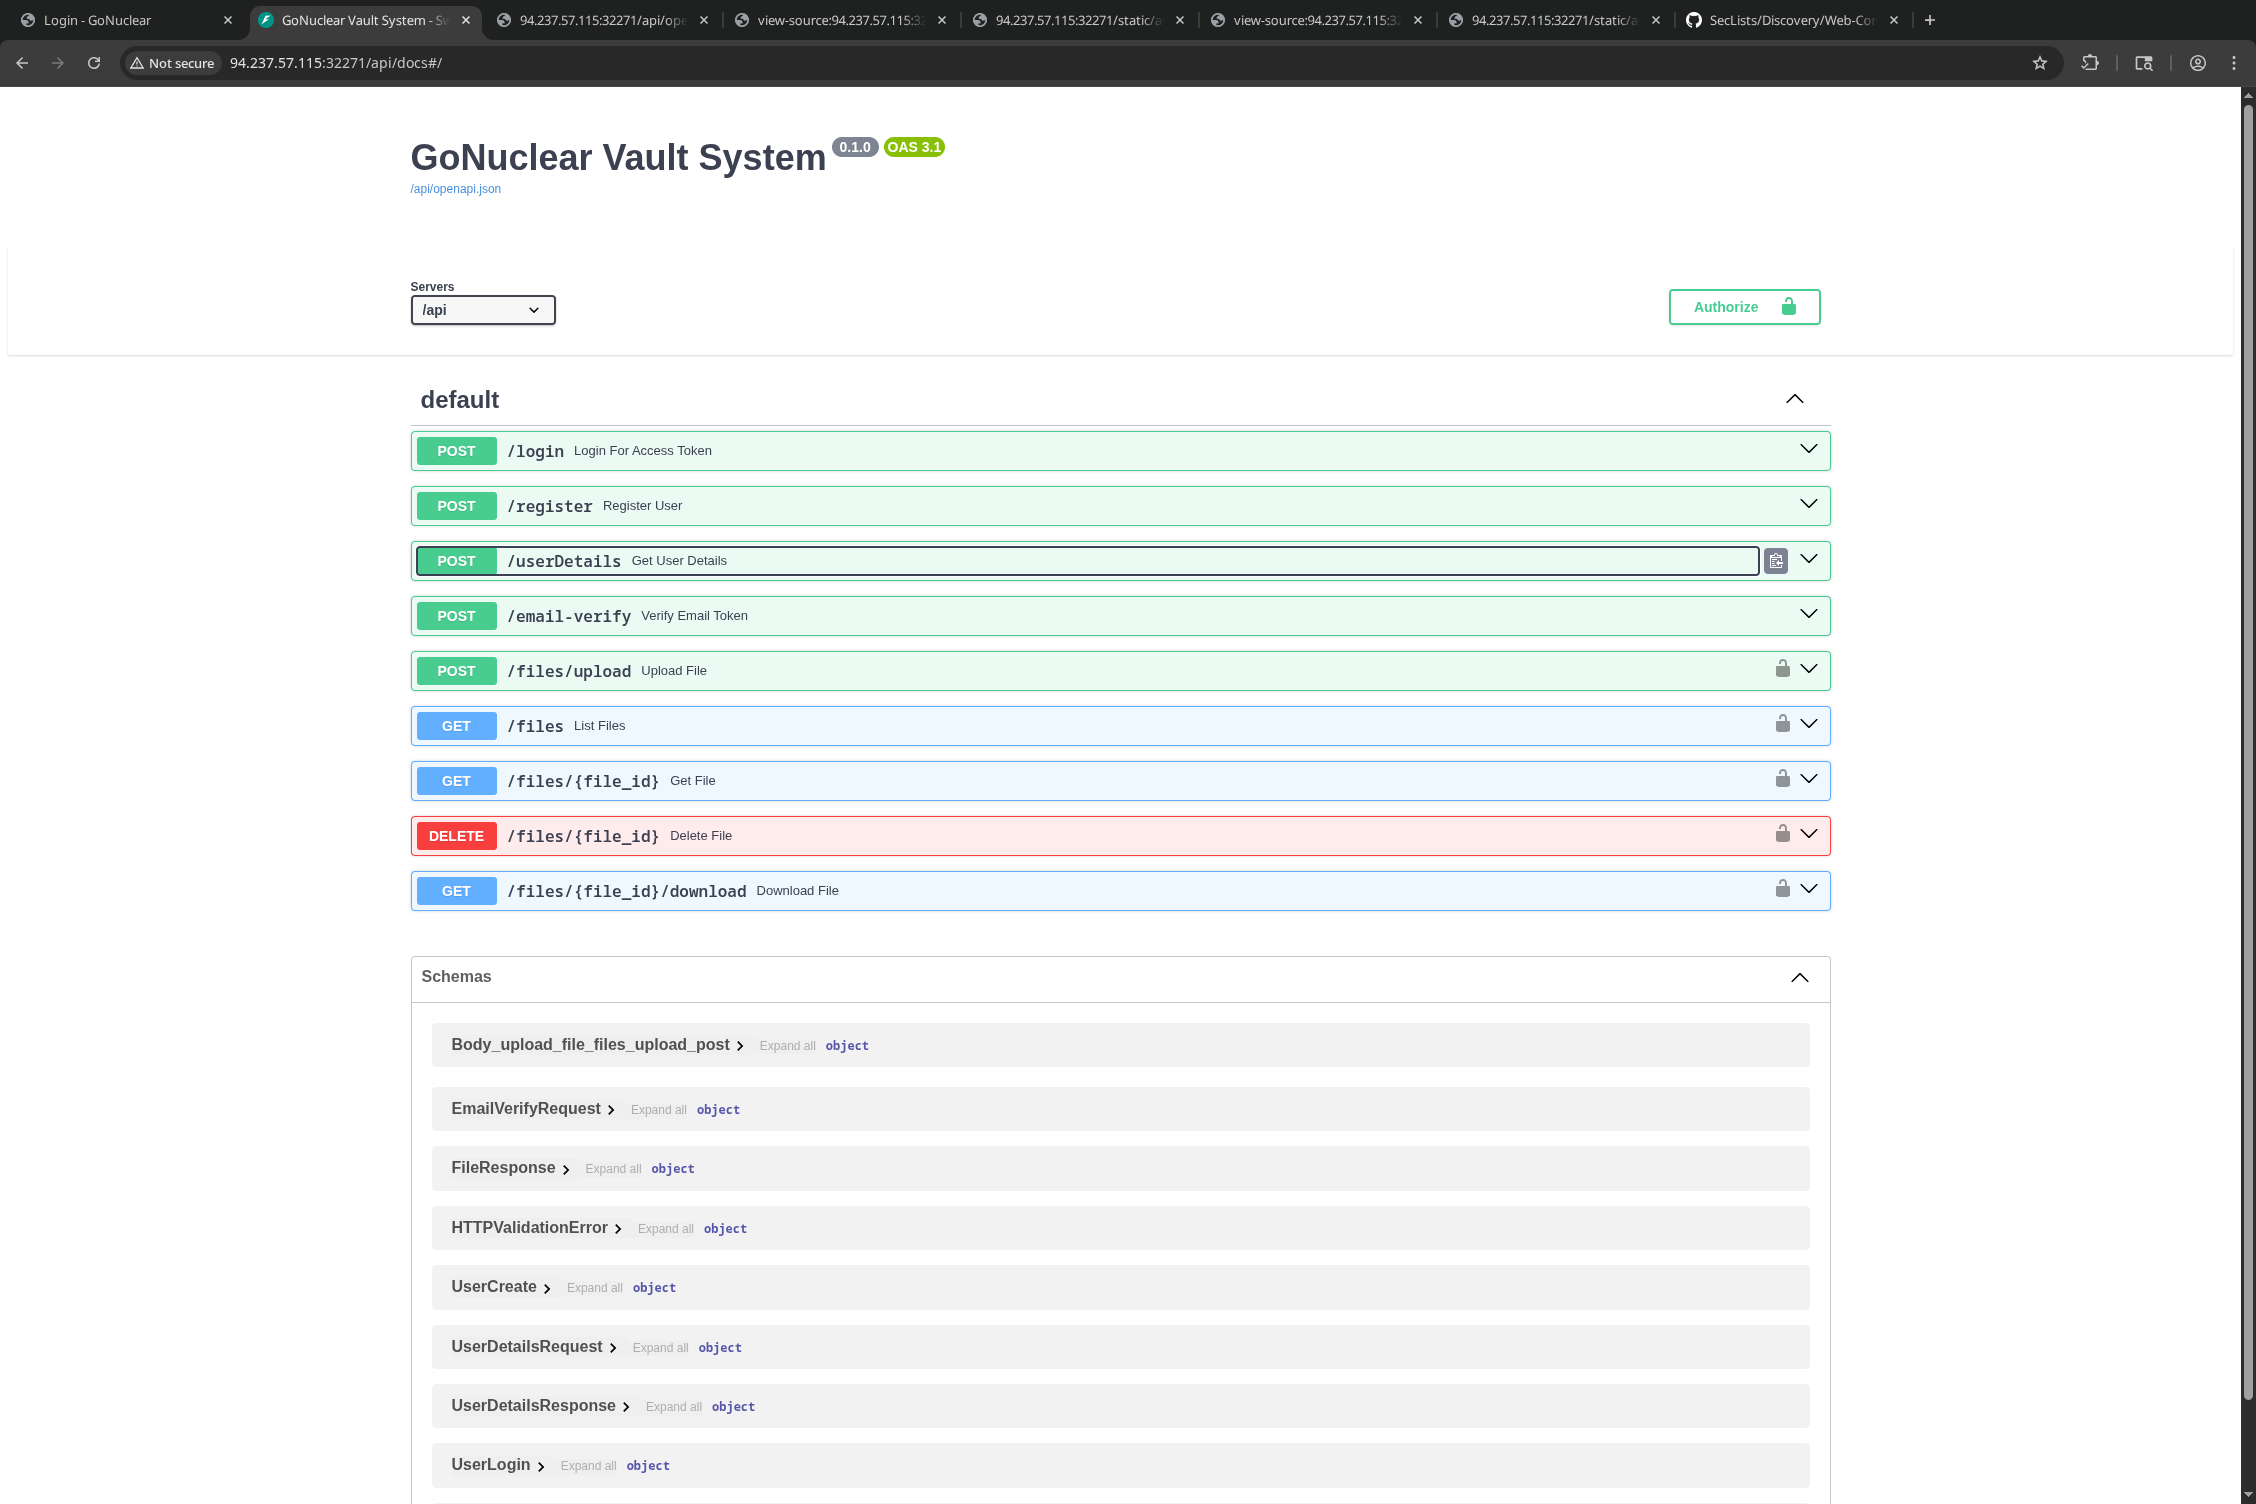 Login - GoNuclear
GoNuclear Vault System - Sw
94.237.57.115:32271/api/ope
view-source:94.237.57.115:32
94.237.57.115:32271/static/a
view-source:94.237.57.115:32
94.237.57.115:32271/static/a
SecLists/Discovery/Web-Con
Not secure
94.237.57.115:32271/api/docs#/
GoNuclear Vault System 0.1.0 OAS 3.1
/api/openapi.json
Servers
/api
Authorize
default
POST /login Login For Access Token
POST /register Register User
POST /userDetails Get User Details
POST /email-verify Verify Email Token
POST /files/upload Upload File
GET /files List Files
GET /files/{file_id} Get File
DELETE /files/{file_id} Delete File
GET /files/{file_id}/download Download File
Schemas
Body_upload_file_files_upload_post Expand all object
EmailVerifyRequest Expand all object
FileResponse Expand all object
HTTPValidationError Expand all object
UserCreate Expand all object
UserDetailsRequest Expand all object
UserDetailsResponse Expand all object
UserLogin Expand all object